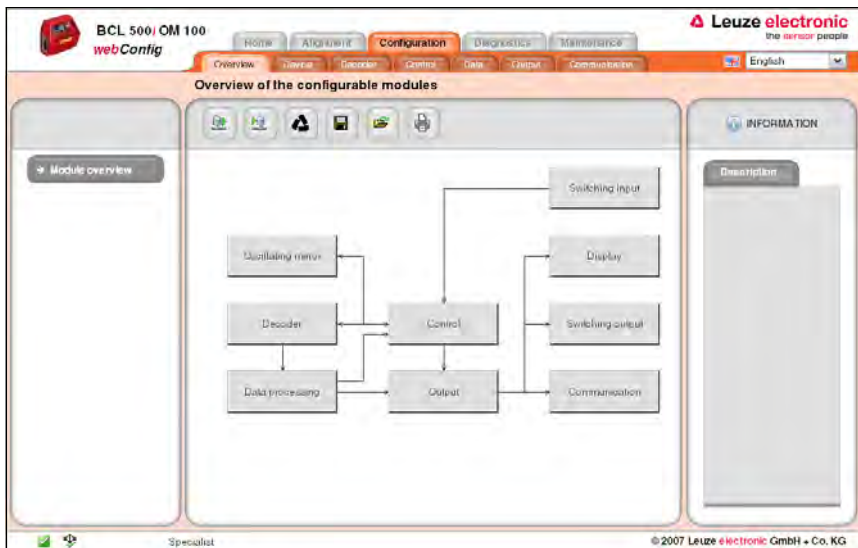 BCL 500i OM 100
webConfig
Leuze electronic
the sensor people
Home Alignment Configuration Diagnostics Maintenance
Overview Device Decoder Control Data Output Communication
English
Overview of the configurable modules
INFORMATION
Module overview
Description
Switching input
Oscillating mirror
Display
Decoder
Control
Switching output
Data processing
Output
Communication
Specialist
© 2007 Leuze electronic GmbH + Co. KG